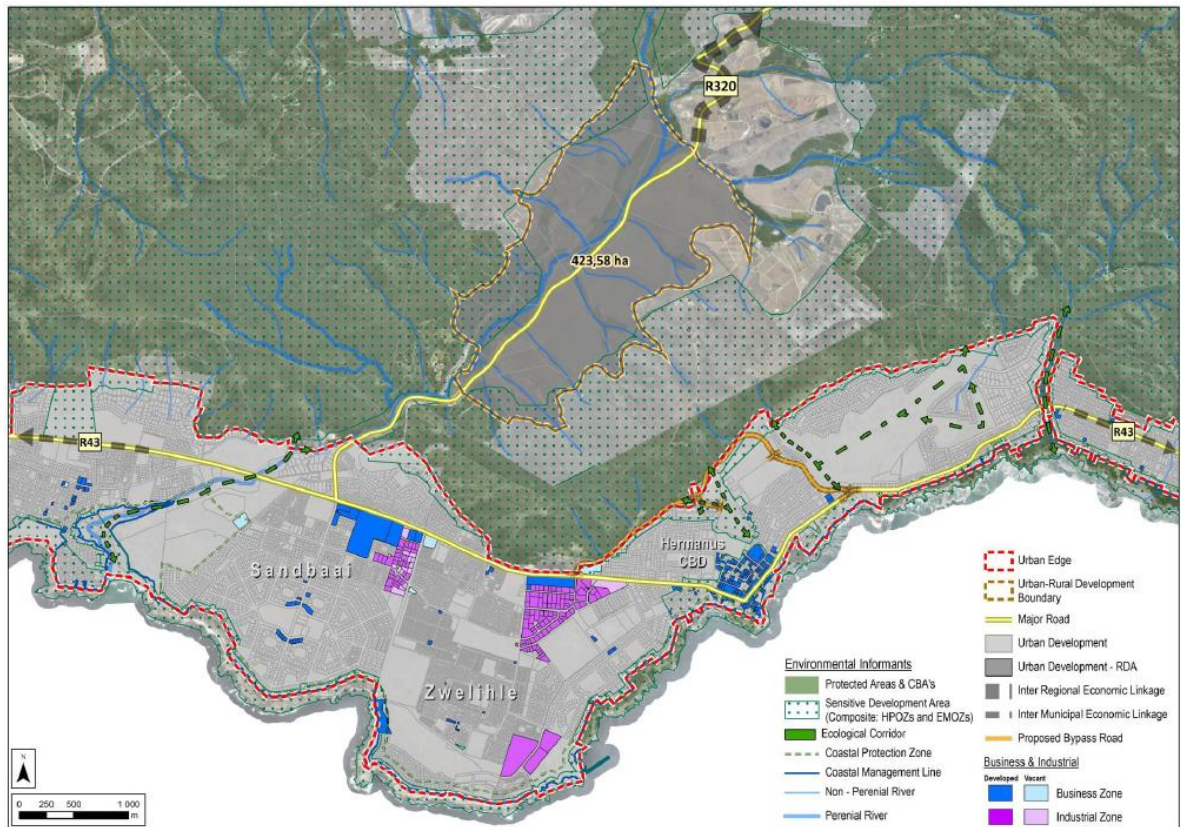 R320
423,58 ha
R43
R43
Hermanus
CBD
Sandbaai
Zwelihle
Urban Edge
Urban-Rural Development
Boundary
Major Road
Urban Development
Urban Development - RDA
Inter Regional Economic Linkage
Inter Municipal Economic Linkage
Proposed Bypass Road
Business & Industrial
Developed Vacant
Business Zone
Industrial Zone
Environmental Informants
Protected Areas & CBA's
Sensitive Development Area
(Composite: HPOZs and EMOZs)
Ecological Corridor
Coastal Protection Zone
Coastal Management Line
Non - Perenial River
Perenial River
N
0 250 500 1 000
m